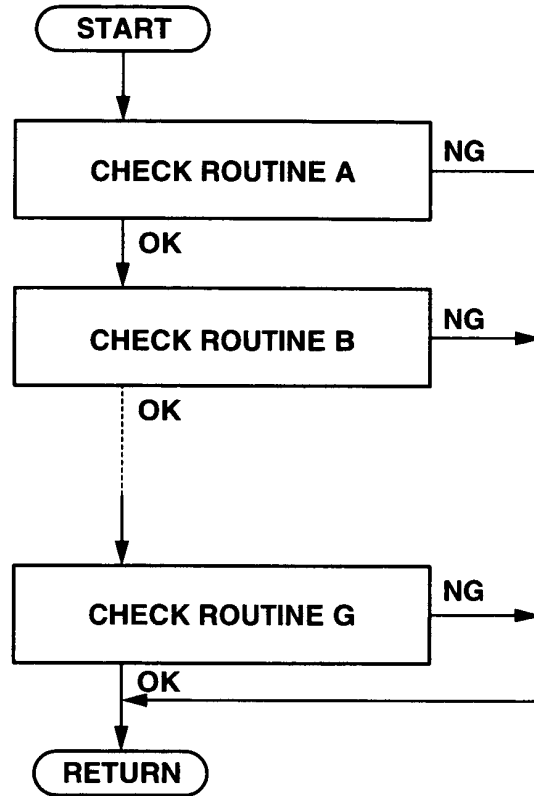 START
CHECK ROUTINE A
NG
OK
CHECK ROUTINE B
NG
OK
CHECK ROUTINE G
NG
OK
RETURN